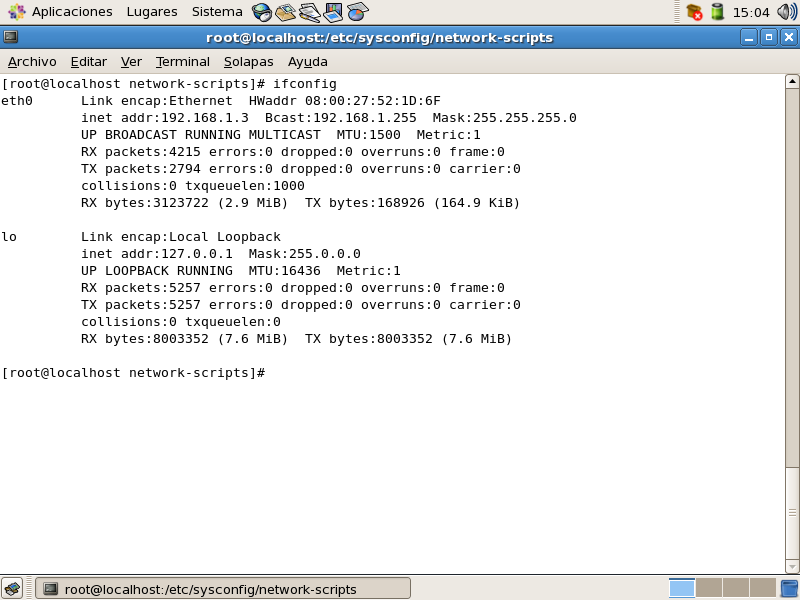 Aplicaciones Lugares Sistema 15:04
root@localhost:/etc/sysconfig/network-scripts
Archivo Editar Ver Terminal Solapas Ayuda
[root@localhost network-scripts]# ifconfig
eth0      Link encap:Ethernet  HWaddr 08:00:27:52:1D:6F
          inet addr:192.168.1.3  Bcast:192.168.1.255  Mask:255.255.255.0
          UP BROADCAST RUNNING MULTICAST  MTU:1500  Metric:1
          RX packets:4215 errors:0 dropped:0 overruns:0 frame:0
          TX packets:2794 errors:0 dropped:0 overruns:0 carrier:0
          collisions:0 txqueuelen:1000
          RX bytes:3123722 (2.9 MiB)  TX bytes:168926 (164.9 KiB)
lo        Link encap:Local Loopback
          inet addr:127.0.0.1  Mask:255.0.0.0
          UP LOOPBACK RUNNING  MTU:16436  Metric:1
          RX packets:5257 errors:0 dropped:0 overruns:0 frame:0
          TX packets:5257 errors:0 dropped:0 overruns:0 carrier:0
          collisions:0 txqueuelen:0
          RX bytes:8003352 (7.6 MiB)  TX bytes:8003352 (7.6 MiB)
[root@localhost network-scripts]#
root@localhost:/etc/sysconfig/network-scripts